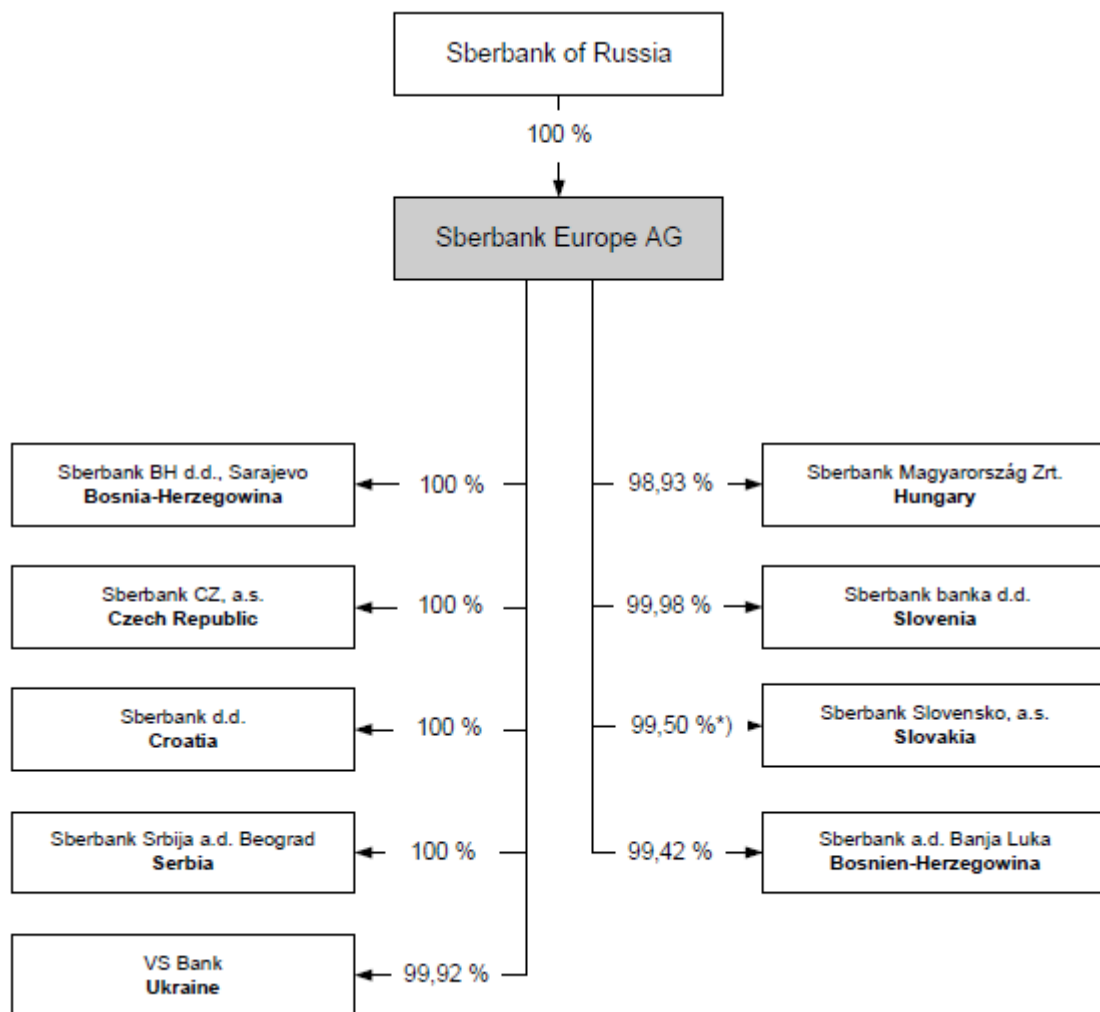 Sberbank of Russia
100 %
Sberbank Europe AG
Sberbank BH d.d., Sarajevo
Bosnia-Herzegowina
100 %
98,93 %
Sberbank Magyarország Zrt.
Hungary
Sberbank CZ, a.s.
Czech Republic
100 %
99,98 %
Sberbank banka d.d.
Slovenia
Sberbank d.d.
Croatia
100 %
99,50 %*)
Sberbank Slovensko, a.s.
Slovakia
Sberbank Srbija a.d. Beograd
Serbia
100 %
99,42 %
Sberbank a.d. Banja Luka
Bosnien-Herzegowina
VS Bank
Ukraine
99,92 %